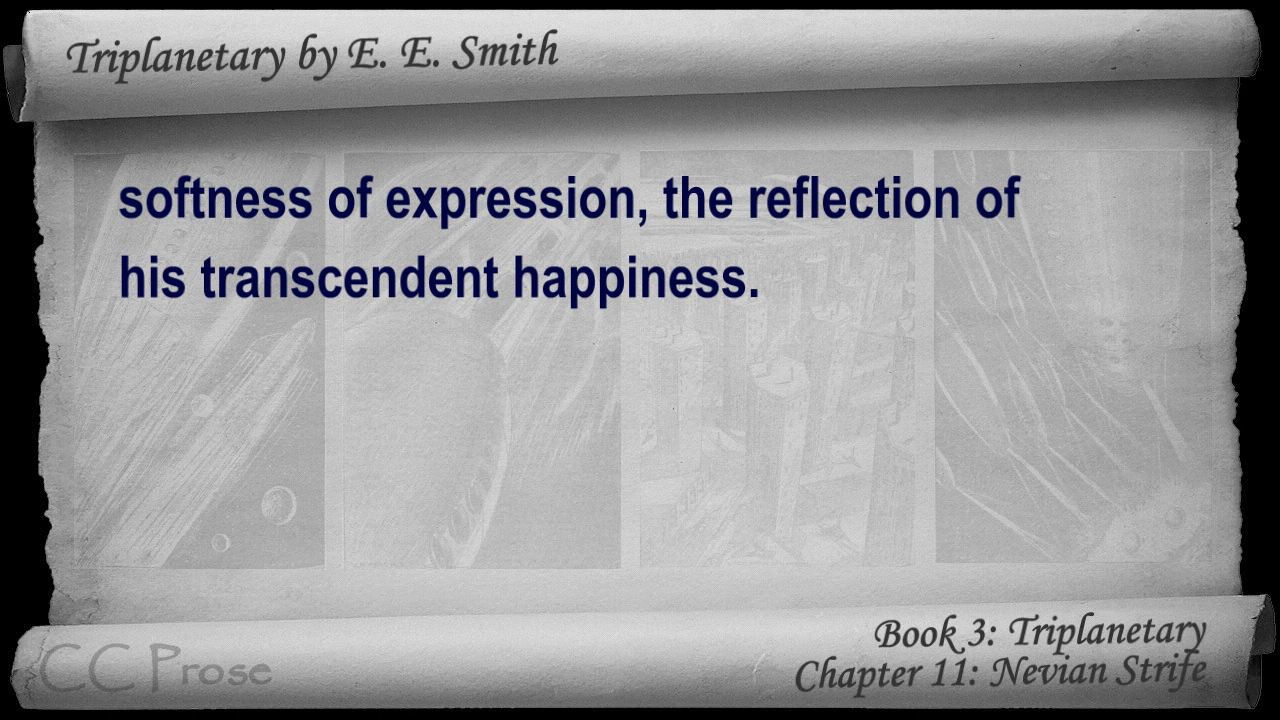 Triplanetary by E. E. Smith
softness of expression, the reflection of
his transcendent happiness.
Book 3: Triplanetary
Chapter 11: Nevian Strife
CC Prose